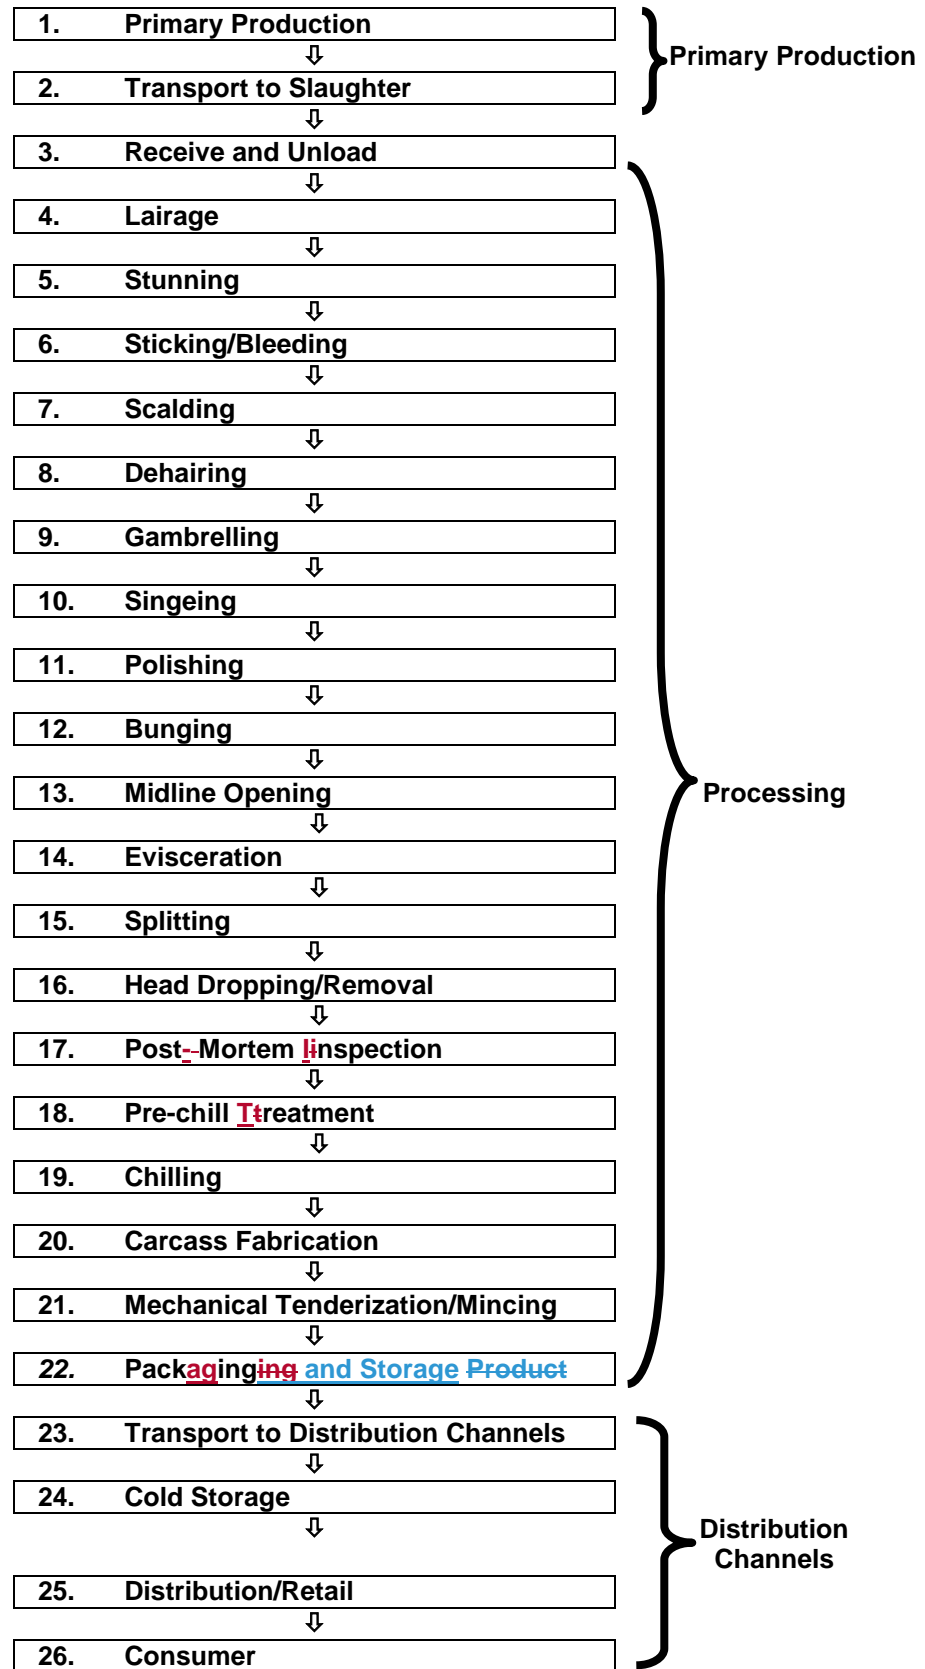 1. Primary Production
Primary Production
2. Transport to Slaughter
3. Receive and Unload
4. Lairage
5. Stunning
6. Sticking/Bleeding
7. Scalding
8. Dehairing
9. Gambrelling
10. Singeing
11. Polishing
12. Bunging
13. Midline Opening
Processing
14. Evisceration
15. Splitting
16. Head Dropping/Removal
17. Post- -Mortem Iinspection
18. Pre-chill Ttreatment
19. Chilling
20. Carcass Fabrication
21. Mechanical Tenderization/Mincing
22. Packaginging and Storage Product
23. Transport to Distribution Channels
24. Cold Storage
Distribution
Channels
25. Distribution/Retail
26. Consumer